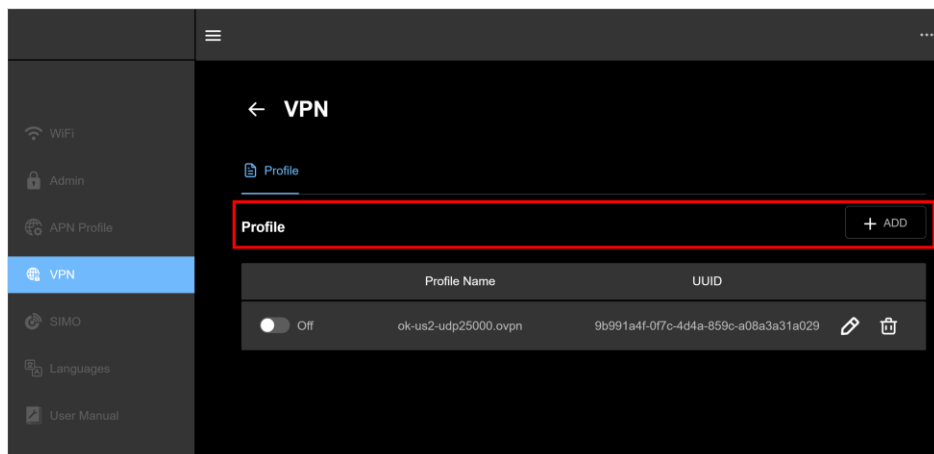 VPN
WiFi
Admin
APN Profile
VPN
SIMO
Languages
User Manual
Profile
Profile
+ ADD
Profile Name UUID
Off ok-us2-udp25000.ovpn 9b991a4f-0f7c-4d4a-859c-a08a3a31a029